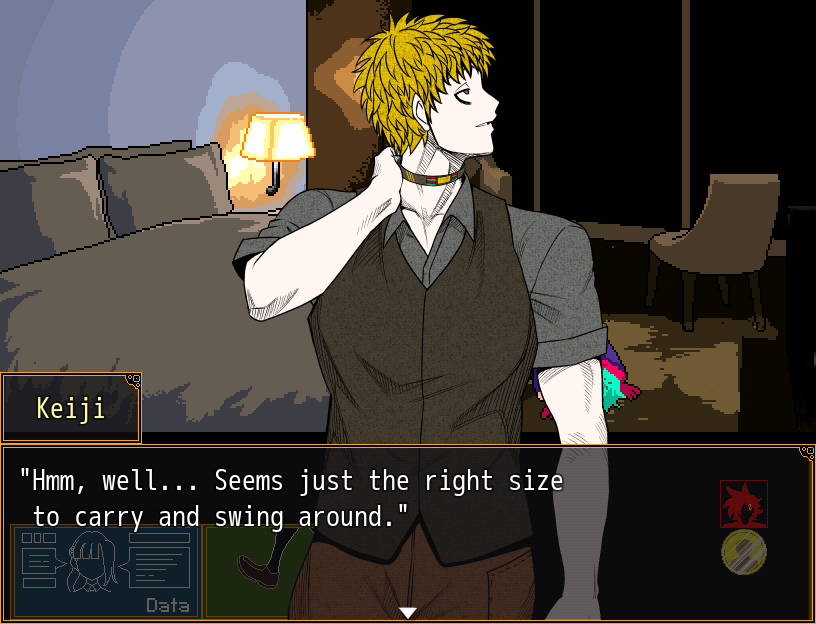 Keiji
"Hmm, well... Seems just the right size
to carry and swing around."
Data